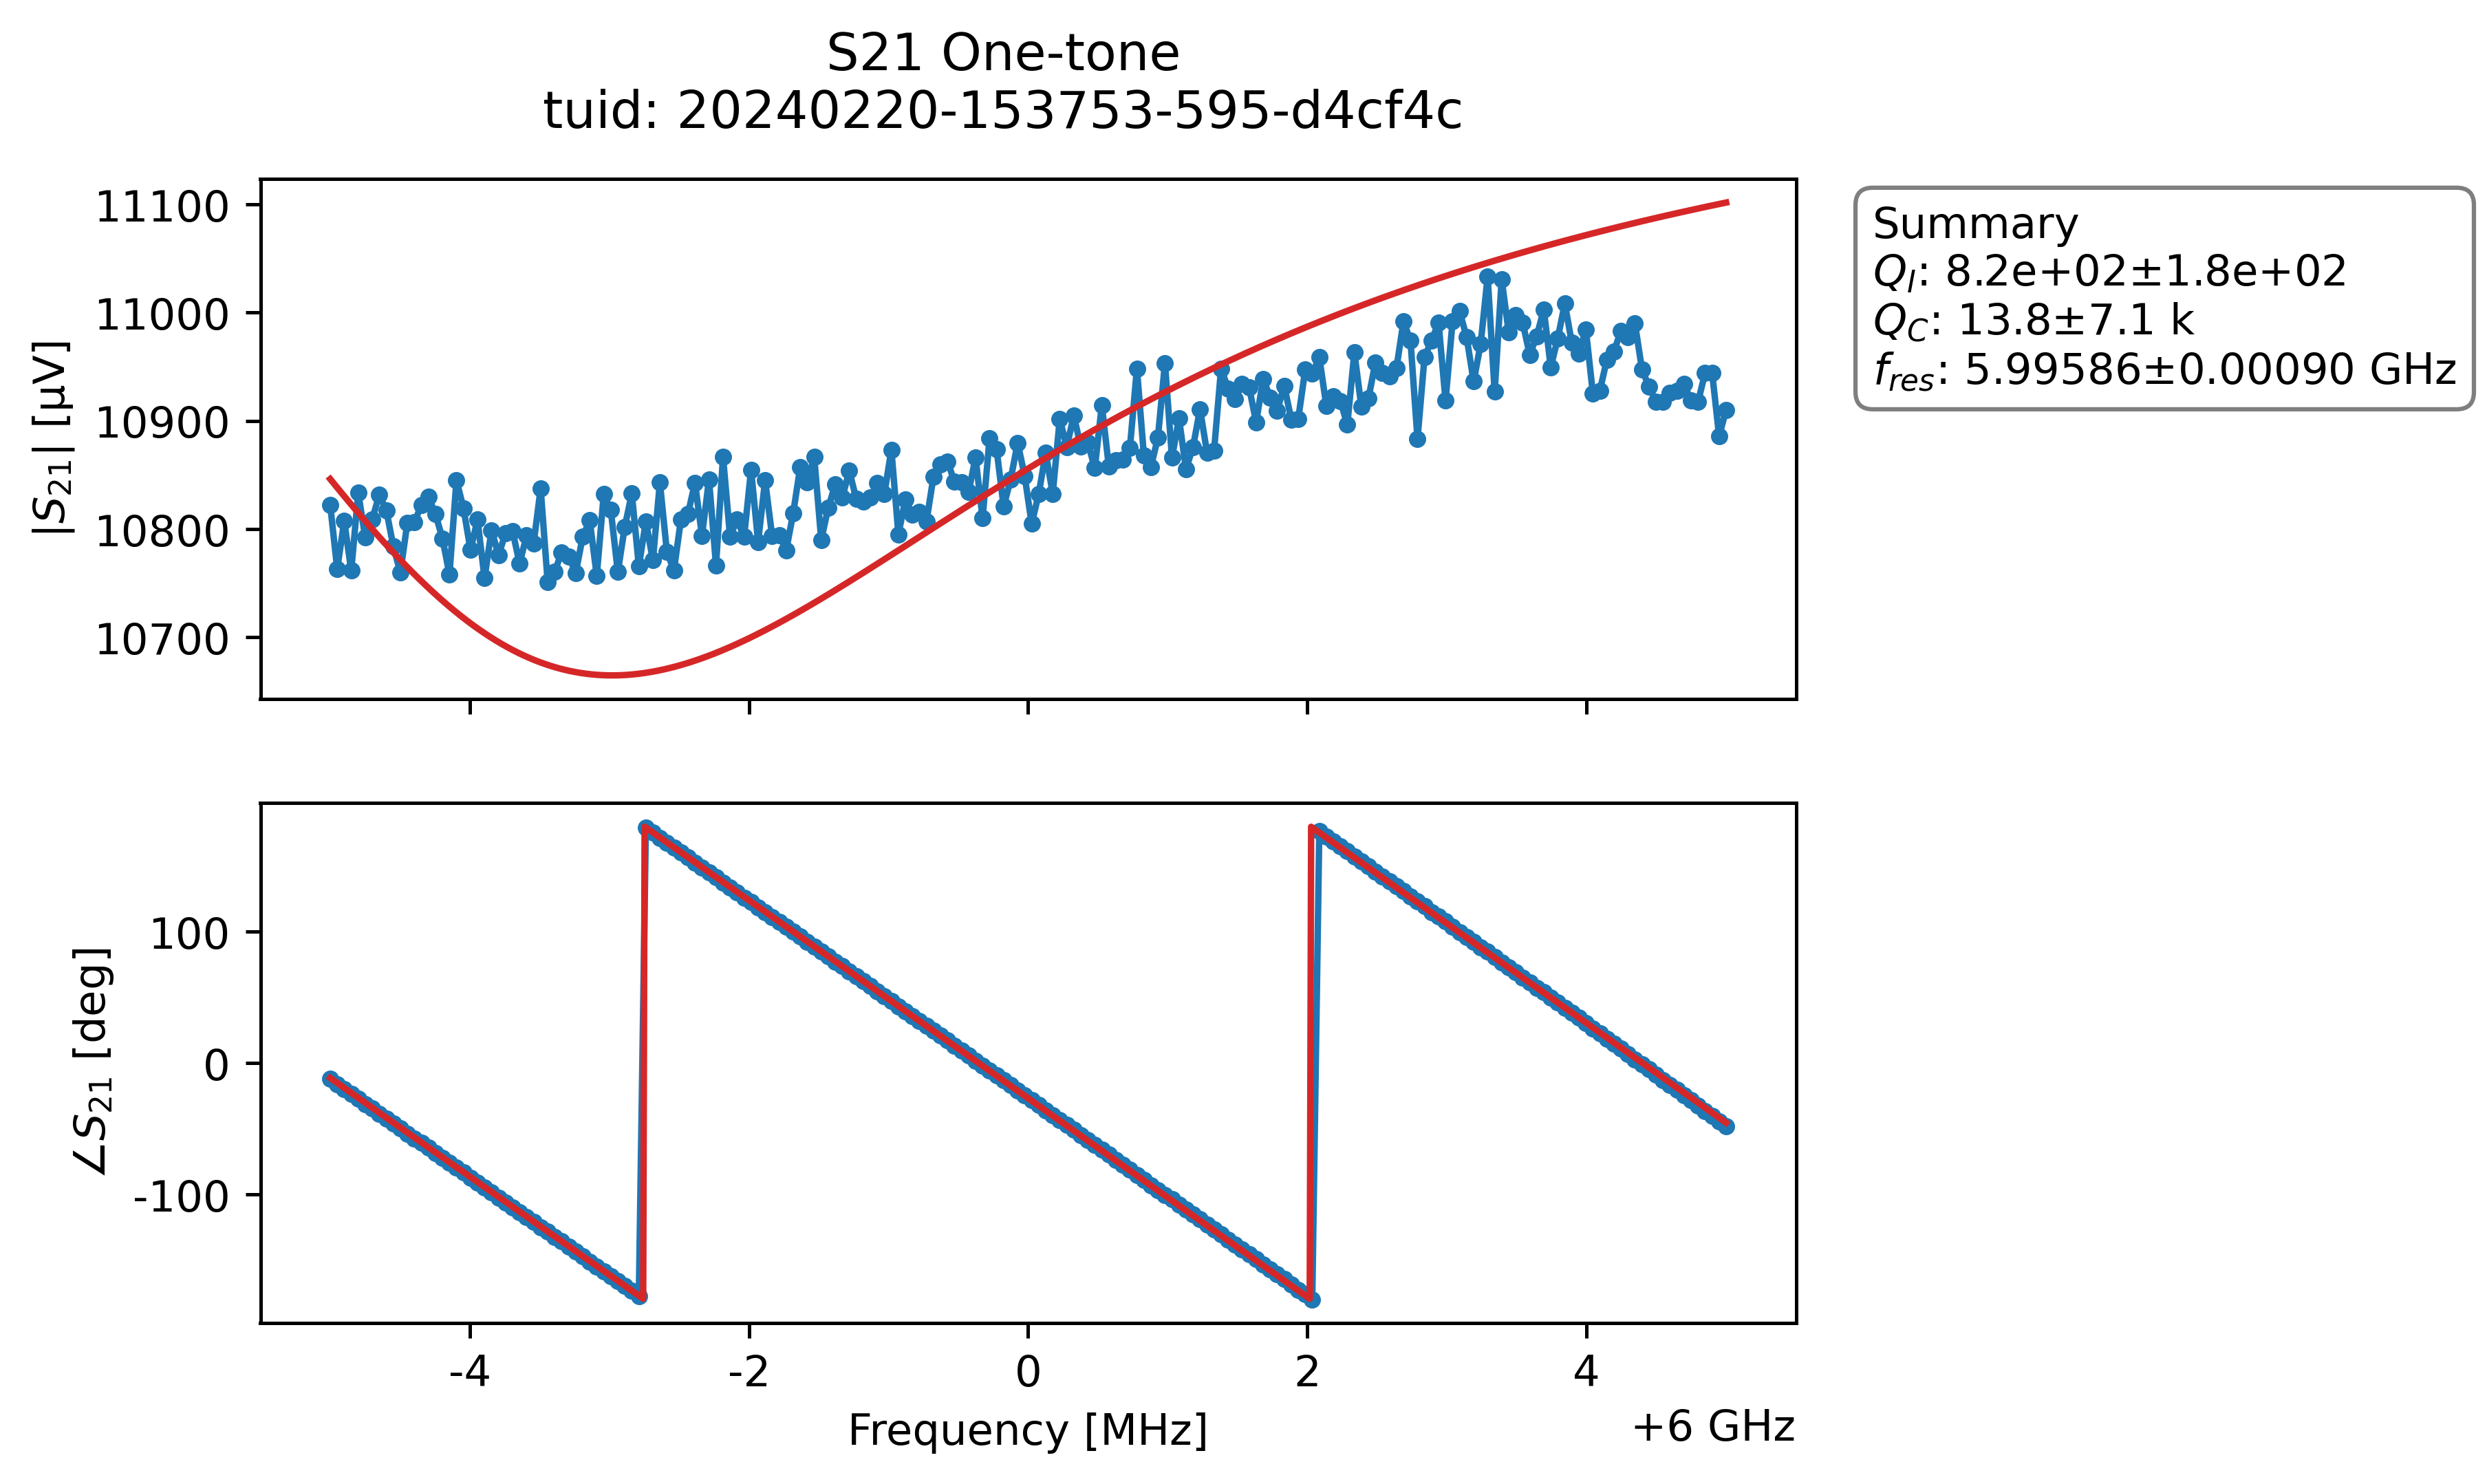 S21 One-tone
tuid: 20240220-153753-595-d4cf4c
11100
11000
10900
10800
10700
|S21| [µV]
Summary
QI: 8.2e+02±1.8e+02
QC: 13.8±7.1 k
fres: 5.99586±0.00090 GHz
100
0
-100
∠S21 [deg]
-4 -2 0 2 4
Frequency [MHz]
+6 GHz